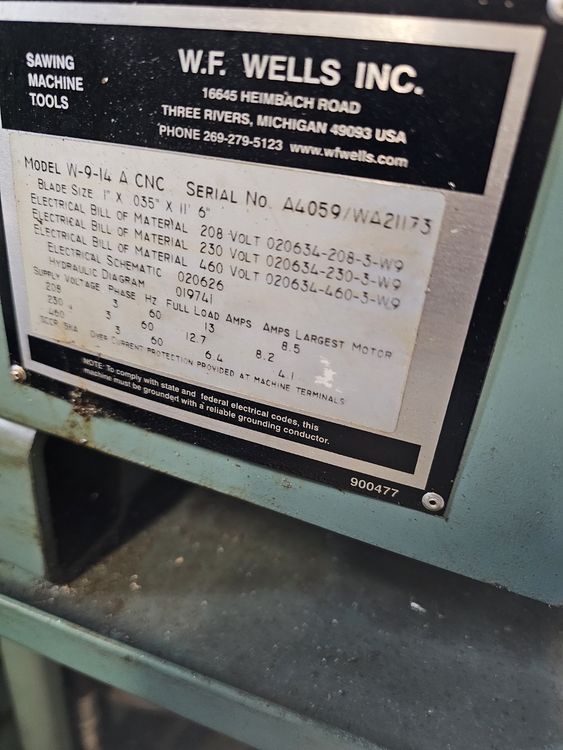 SAWING
MACHINE
TOOLS
W.F. WELLS INC.
16645 HEIMBACH ROAD
THREE RIVERS, MICHIGAN 49093 USA
PHONE 269-279-5123 www.wfwells.com
MODEL W-9-14 A CNC SERIAL NO. A4059/WA21173
BLADE SIZE 1" X .035" X 11' 6"
ELECTRICAL BILL OF MATERIAL 208 VOLT 020634-208-3-W9
ELECTRICAL BILL OF MATERIAL 230 VOLT 020634-230-3-W9
ELECTRICAL BILL OF MATERIAL 460 VOLT 020634-460-3-W9
ELECTRICAL SCHEMATIC 020626
HYDRAULIC DIAGRAM 019741
SUPPLY VOLTAGE PHASE HZ FULL LOAD AMPS AMPS LARGEST MOTOR
208 3 60 13 8.5
230 3 60 12.7 8.2
460 3 60 6.4 4.1
SCCR 5KA OVER CURRENT PROTECTION PROVIDED AT MACHINE TERMINALS
NOTE: To comply with state and federal electrical codes, this
machine must be grounded with a reliable grounding conductor.
900477